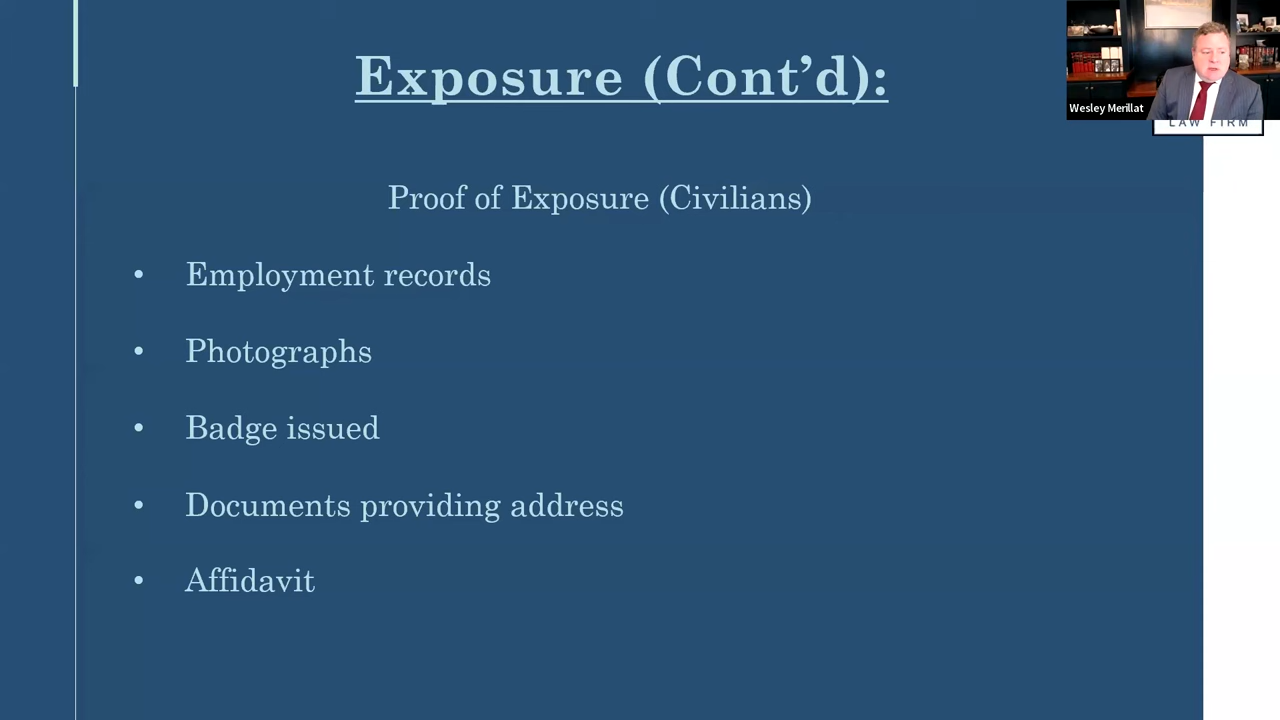 Exposure (Cont’d):
Wesley Merillat
LAW FIRM
Proof of Exposure (Civilians)
• Employment records
• Photographs
• Badge issued
• Documents providing address
• Affidavit